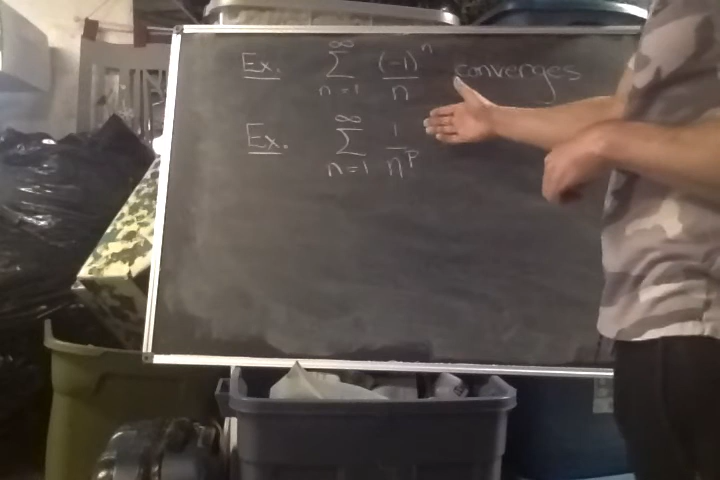 Ex. ∞ ∑ n=1 (-1)^n / n converges
Ex. ∞ ∑ n=1 1 / n^p